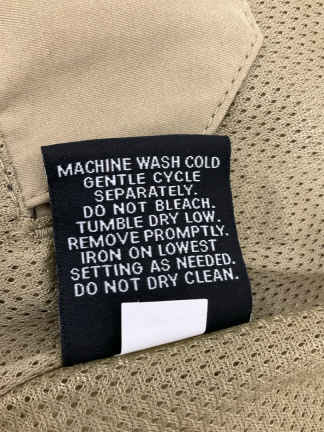 MACHINE WASH COLD
GENTLE CYCLE
SEPARATELY.
DO NOT BLEACH.
TUMBLE DRY LOW.
REMOVE PROMPTLY.
IRON ON LOWEST
SETTING AS NEEDED.
DO NOT DRY CLEAN.